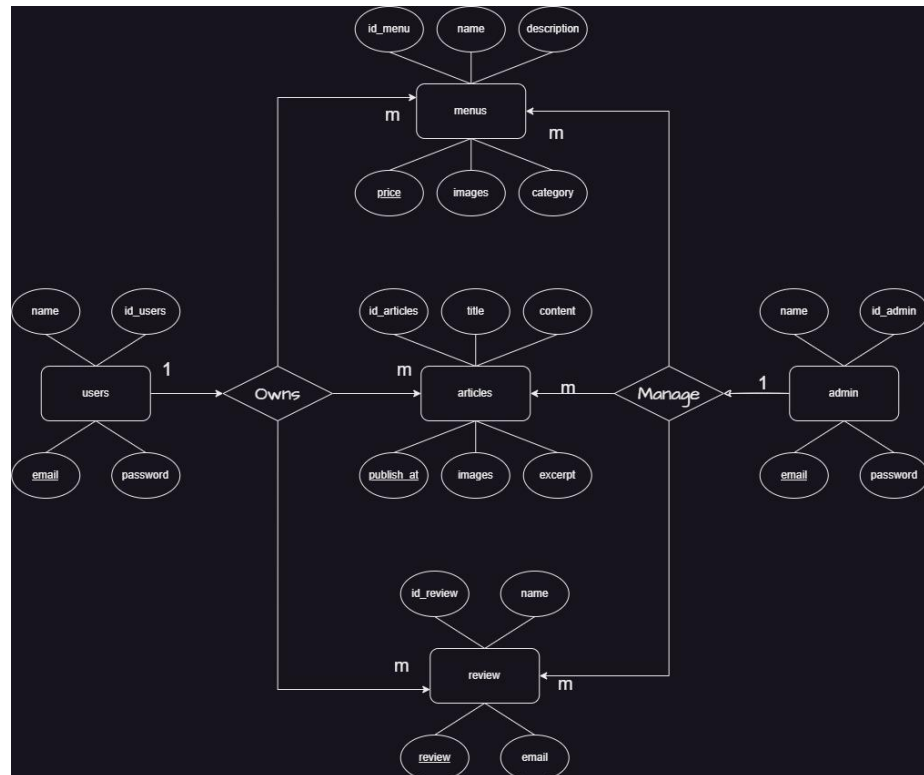 id_menu
name
description
m
menus
m
price
images
category
name
id_users
id_articles
title
content
name
id_admin
users
1
Owns
m
articles
m
Manage
1
admin
email
password
publish_at
images
excerpt
email
password
id_review
name
m
review
m
review
email